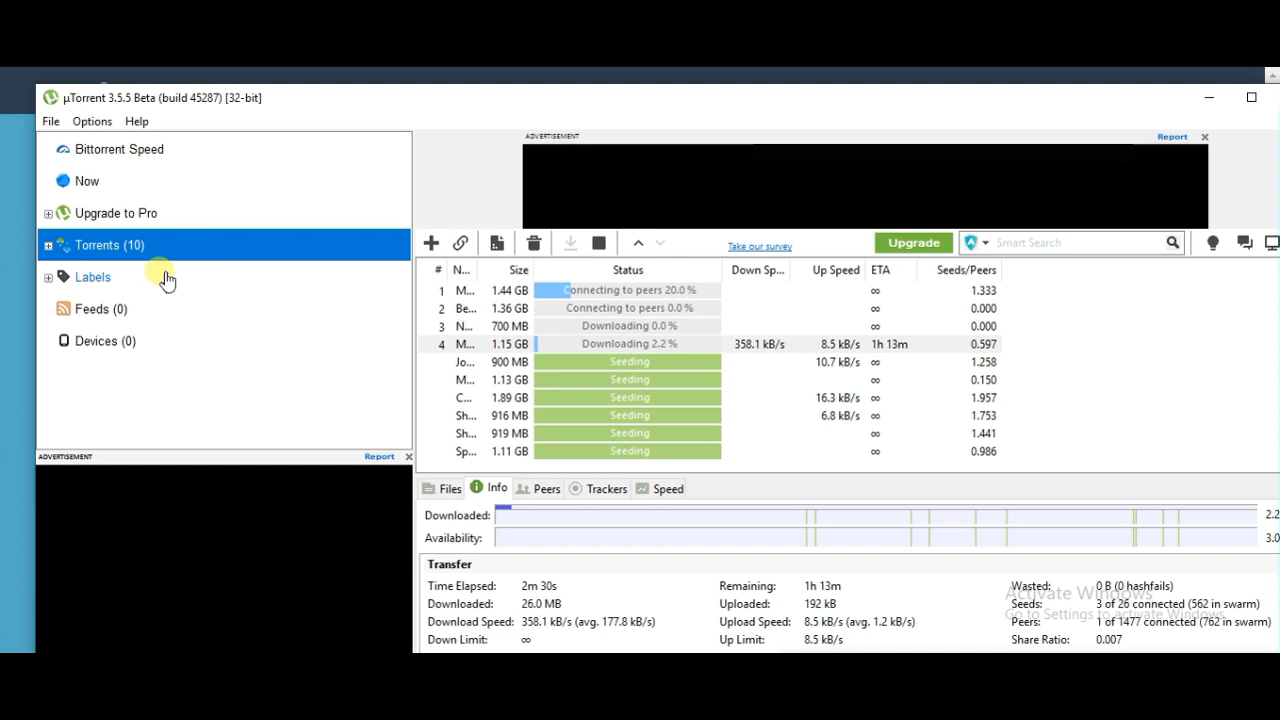 µTorrent 3.5.5 Beta (build 45287) [32-bit]
File Options Help
Bittorrent Speed
Now
Upgrade to Pro
Torrents (10)
Labels
Feeds (0)
Devices (0)
ADVERTISEMENT Report
ADVERTISEMENT Report
Take our survey Upgrade Smart Search
# N... Size Status Down Sp... Up Speed ETA Seeds/Peers
1 M... 1.44 GB Connecting to peers 20.0 % ∞ 1.333
2 Be... 1.36 GB Connecting to peers 0.0 % ∞ 0.000
3 N... 700 MB Downloading 0.0 % ∞ 0.000
4 M... 1.15 GB Downloading 2.2 % 358.1 kB/s 8.5 kB/s 1h 13m 0.597
Jo... 900 MB Seeding 10.7 kB/s ∞ 1.258
M... 1.13 GB Seeding ∞ 0.150
C... 1.89 GB Seeding 16.3 kB/s ∞ 1.957
Sh... 916 MB Seeding 6.8 kB/s ∞ 1.753
Sh... 919 MB Seeding ∞ 1.441
Sp... 1.11 GB Seeding ∞ 0.986
Files Info Peers Trackers Speed
Downloaded: 2.2
Availability: 3.0
Transfer
Time Elapsed: 2m 30s Remaining: 1h 13m Wasted: 0 B (0 hashfails)
Downloaded: 26.0 MB Uploaded: 192 kB Seeds: 3 of 26 connected (562 in swarm)
Download Speed: 358.1 kB/s (avg. 177.8 kB/s) Upload Speed: 8.5 kB/s (avg. 1.2 kB/s) Peers: 1 of 1477 connected (762 in swarm)
Down Limit: ∞ Up Limit: 8.5 kB/s Share Ratio: 0.007
Activate Windows
Go to Settings to activate Windows.